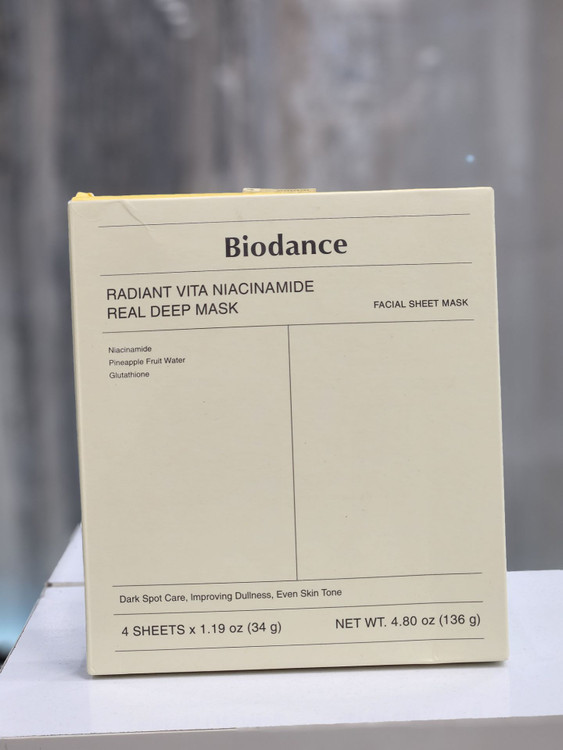 Biodance
RADIANT VITA NIACINAMIDE
REAL DEEP MASK
FACIAL SHEET MASK
Niacinamide
Pineapple Fruit Water
Glutathione
Dark Spot Care, Improving Dullness, Even Skin Tone
4 SHEETS x 1.19 oz (34 g)
NET WT. 4.80 oz (136 g)